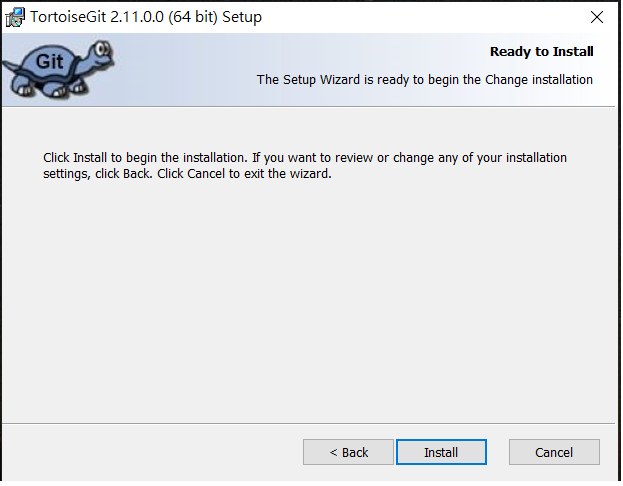 TortoiseGit 2.11.0.0 (64 bit) Setup
Git
Ready to Install
The Setup Wizard is ready to begin the Change installation
Click Install to begin the installation. If you want to review or change any of your installation
settings, click Back. Click Cancel to exit the wizard.
< Back
Install
Cancel